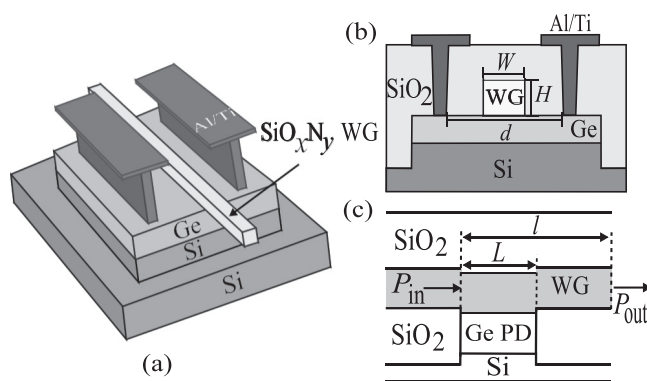 Al/Ti
SiOxNy WG
Ge
Si
Si
(a)
(b)
Al/Ti
W
SiO2
WG
H
d
Ge
Si
(c)
l
SiO2
L
Pin
WG
Pout
SiO2
Ge PD
Si